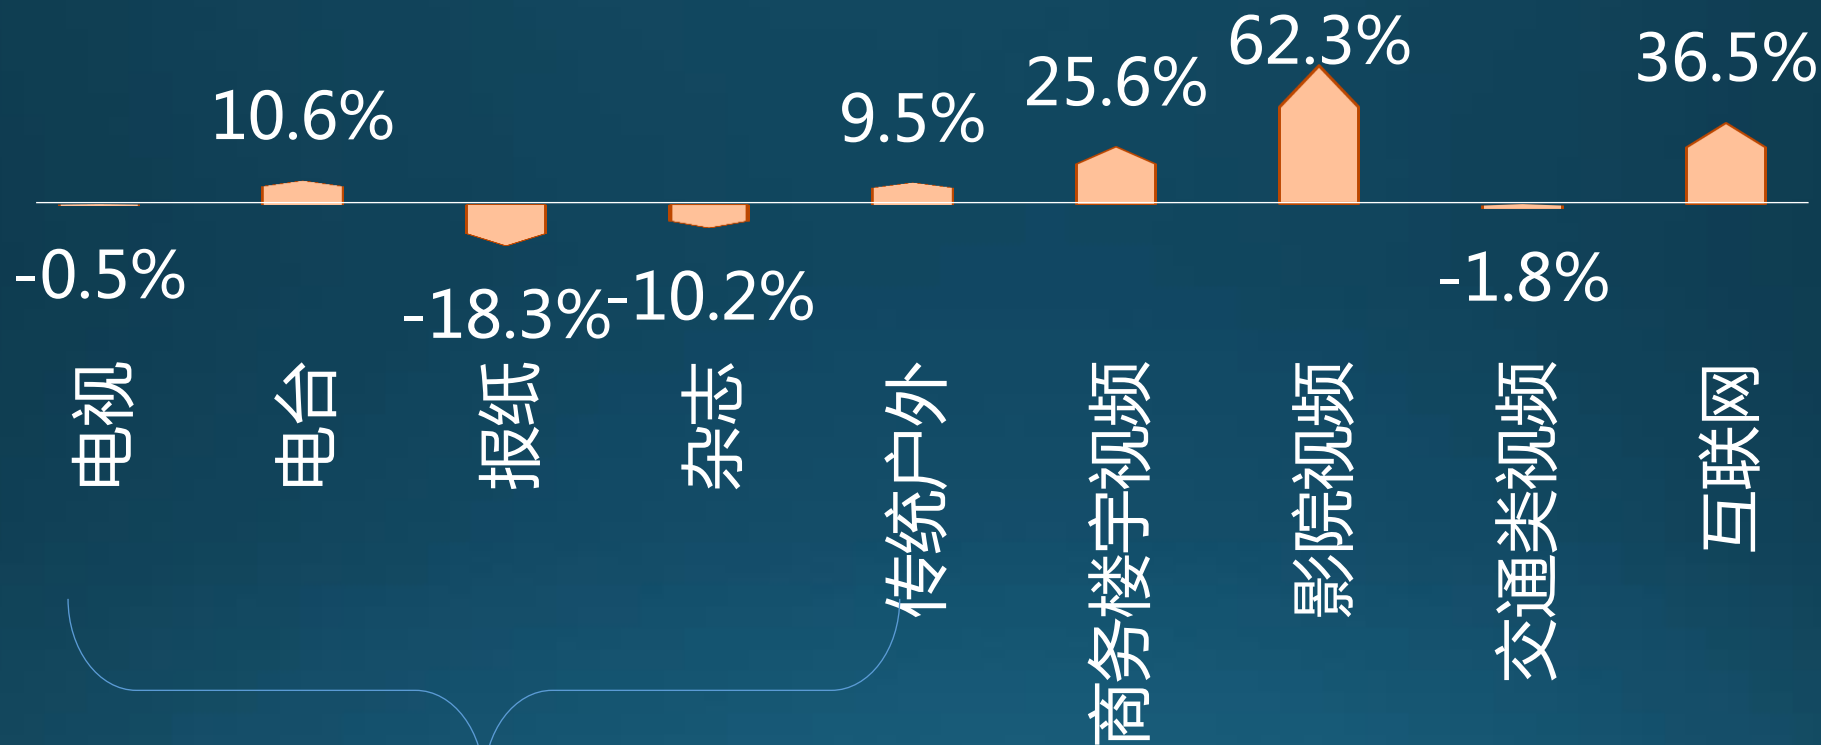 -0.5%
10.6%
-18.3%
-10.2%
9.5%
25.6%
62.3%
-1.8%
36.5%
电视
电台
报纸
杂志
传统户外
商务楼宇视频
影院视频
交通类视频
互联网